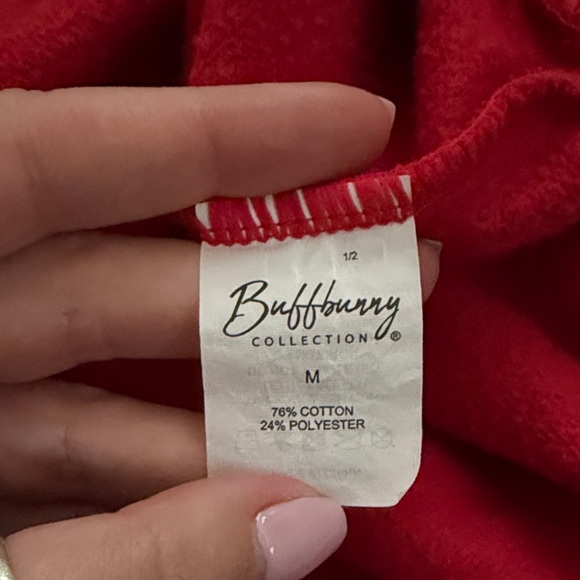 1/2
Buffbunny
COLLECTION ®
M
76% COTTON
24% POLYESTER